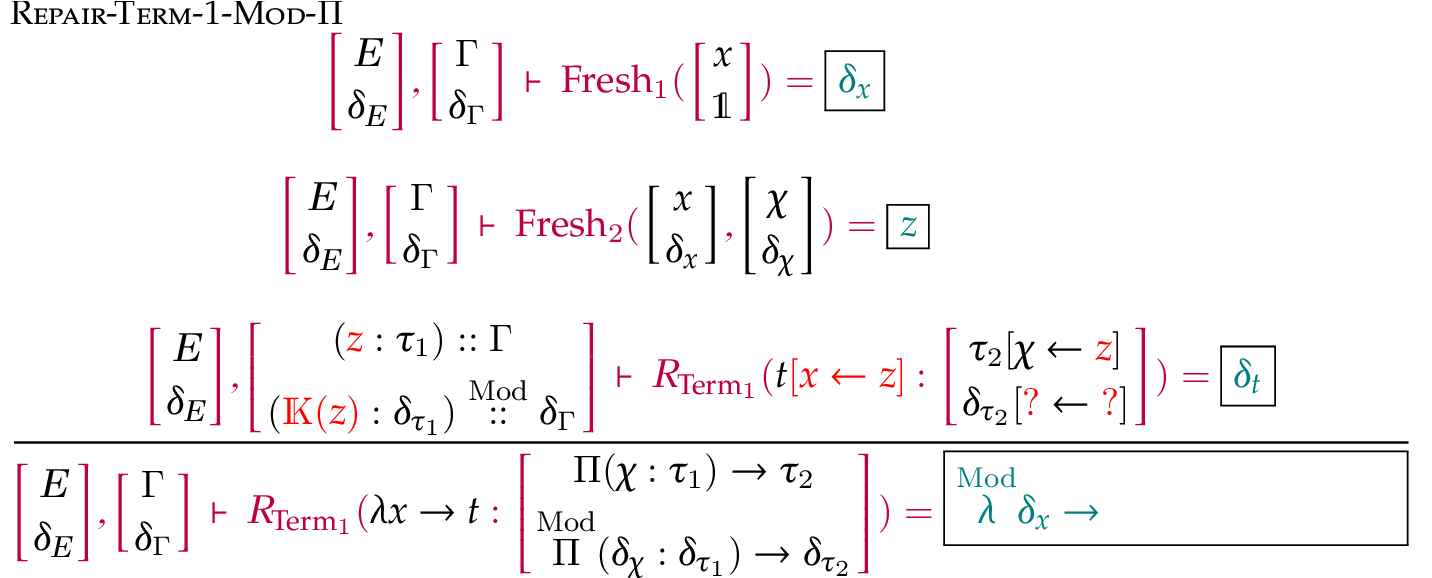 Repair-Term-1-Mod-Π
[E δ_E], [Γ δ_Γ] ⊢ Fresh₁([x 𝟙]) = δ_x
[E δ_E], [Γ δ_Γ] ⊢ Fresh₂([x δ_x], [χ δ_χ]) = z
[E δ_E], [(z : τ₁) :: Γ (𝕂(z) : δ_τ₁) ::^Mod δ_Γ] ⊢ R_Term₁(t[x ← z] : [τ₂[χ ← z] δ_τ₂[? ← ?]]) = δ_t
[E δ_E], [Γ δ_Γ] ⊢ R_Term₁(λx → t : [Π(χ : τ₁) → τ₂ Π^Mod(δ_χ : δ_τ₁) → δ_τ₂]) = λ^Mod δ_x →